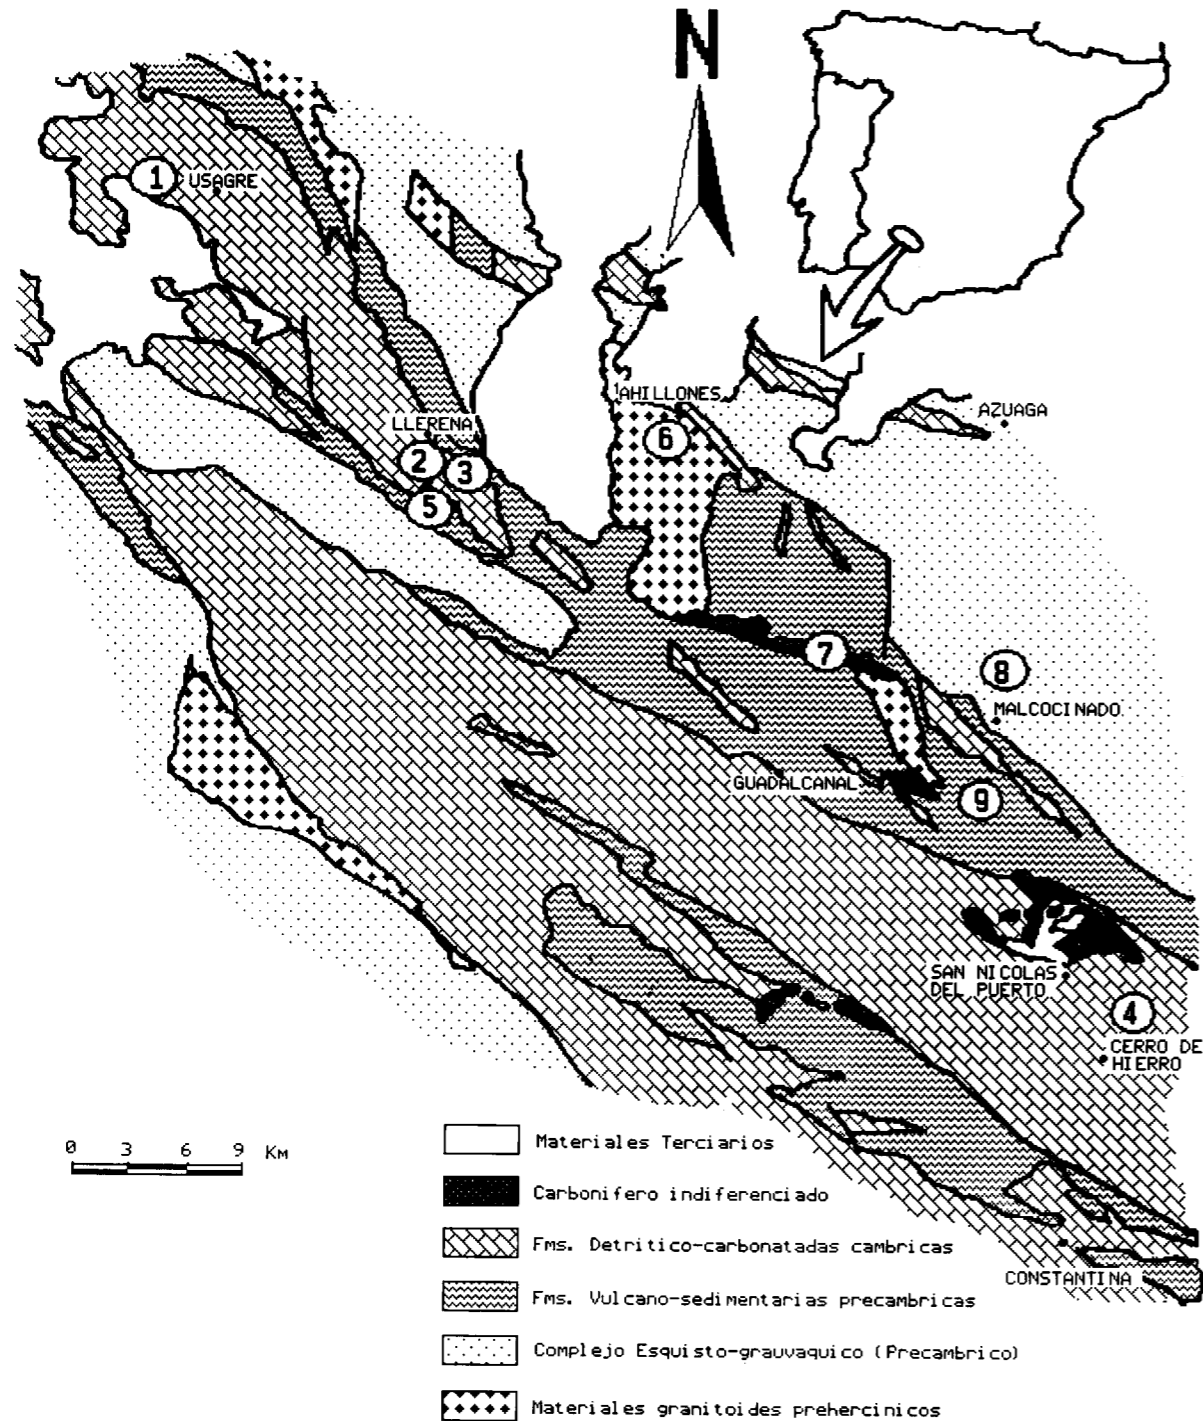 N
1
USAGRE
AHILLONES
AZUAGA
LLERENA
6
2
3
5
7
8
MALCOCINADO
GUADALCANAL
9
SAN NICOLAS
DEL PUERTO
4
CERRO DE
HIERRO
CONSTANTINA
0 3 6 9 KM
Materiales Terciarios
Carbonifero indiferenciado
Fms. Detritico-carbonatadas cambricas
Fms. Vulcano-sedimentarias precambricas
Complejo Esquisto-grauvaquico (Precambrico)
Materiales granitoides prehercinicos